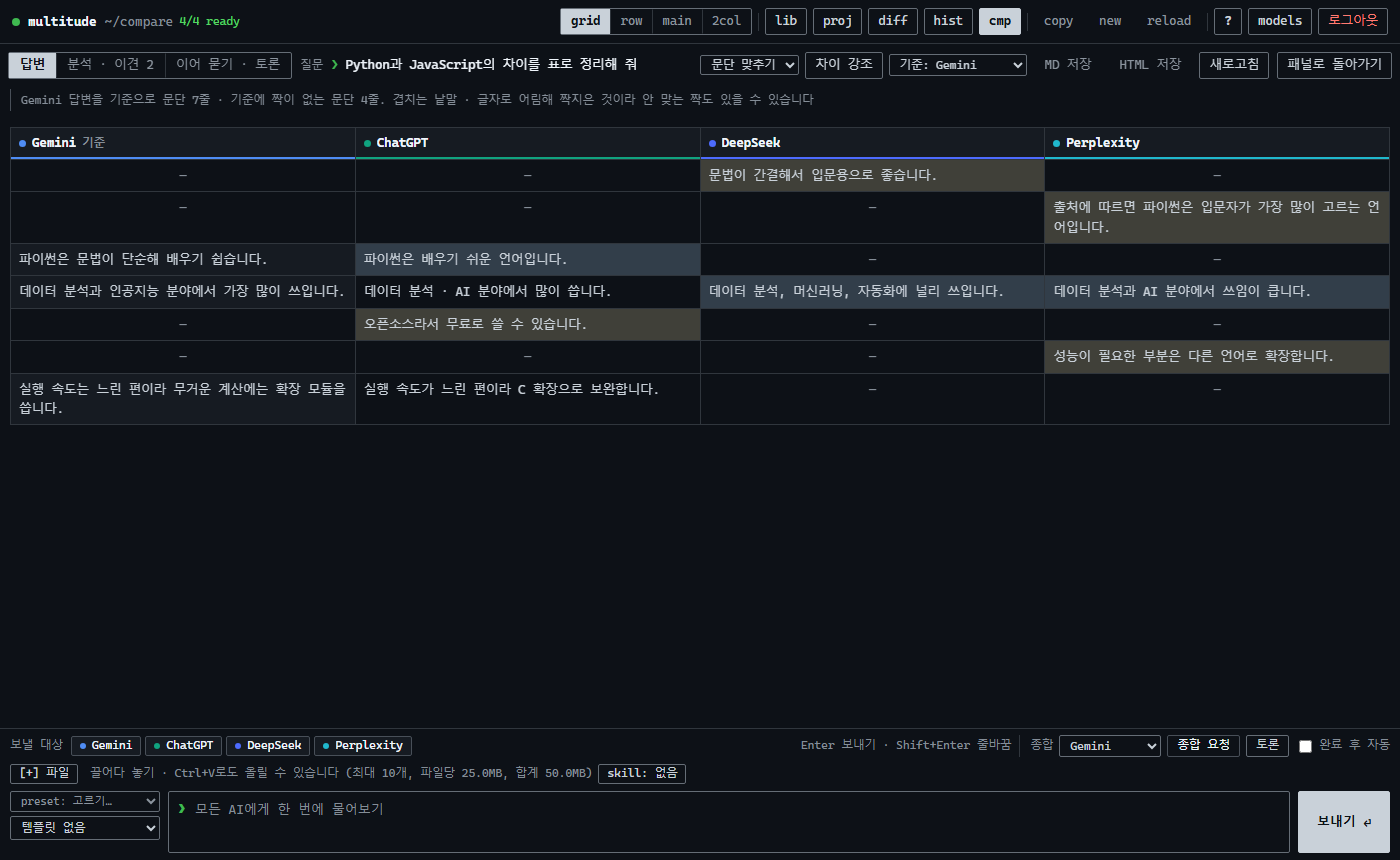 multitude ~/compare 4/4 ready grid row main 2col lib proj diff hist cmp copy new reload ? models 로그아웃
답변 분석 · 이견 2 이어 묻기 · 토론 질문 ❯ Python과 JavaScript의 차이를 표로 정리해 줘 문단 맞추기 차이 강조 기준: Gemini MD 저장 HTML 저장 새로고침 패널로 돌아가기
Gemini 답변을 기준으로 문단 7줄 · 기준에 짝이 없는 문단 4줄. 겹치는 낱말 · 글자로 어림해 짝지은 것이라 안 맞는 짝도 있을 수 있습니다
Gemini 기준 ChatGPT DeepSeek Perplexity
— — 문법이 간결해서 입문용으로 좋습니다. —
— — — 출처에 따르면 파이썬은 입문자가 가장 많이 고르는 언
어입니다.
파이썬은 문법이 단순해 배우기 쉽습니다. 파이썬은 배우기 쉬운 언어입니다. — —
데이터 분석과 인공지능 분야에서 가장 많이 쓰입니다. 데이터 분석 · AI 분야에서 많이 씁니다. 데이터 분석, 머신러닝, 자동화에 널리 쓰입니다. 데이터 분석과 AI 분야에서 쓰임이 큽니다.
— 오픈소스라서 무료로 쓸 수 있습니다. — —
— — — 성능이 필요한 부분은 다른 언어로 확장합니다.
실행 속도는 느린 편이라 무거운 계산에는 확장 모듈을 실행 속도가 느린 편이라 C 확장으로 보완합니다. — —
씁니다.
보낼 대상 Gemini ChatGPT DeepSeek Perplexity Enter 보내기 · Shift+Enter 줄바꿈 종합 Gemini 종합 요청 토론 완료 후 자동
[+] 파일 끌어다 놓기 · Ctrl+V로도 올릴 수 있습니다 (최대 10개, 파일당 25.0MB, 합계 50.0MB) skill: 없음
preset: 고르기…
❯ 모든 AI에게 한 번에 물어보기
템플릿 없음
보내기 ↵